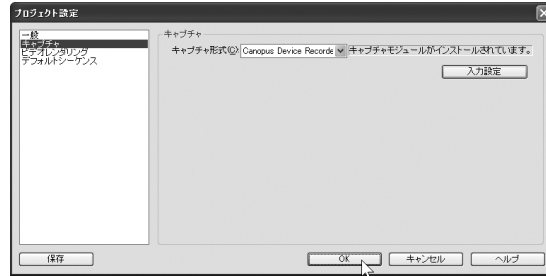 プロジェクト設定
一般
キャプチャ
ビデオレンダリング
デフォルトシーケンス
キャプチャ
キャプチャ形式(C) Canopus Device Recorde キャプチャモジュールがインストールされています。
入力設定
保存
OK
キャンセル
ヘルプ